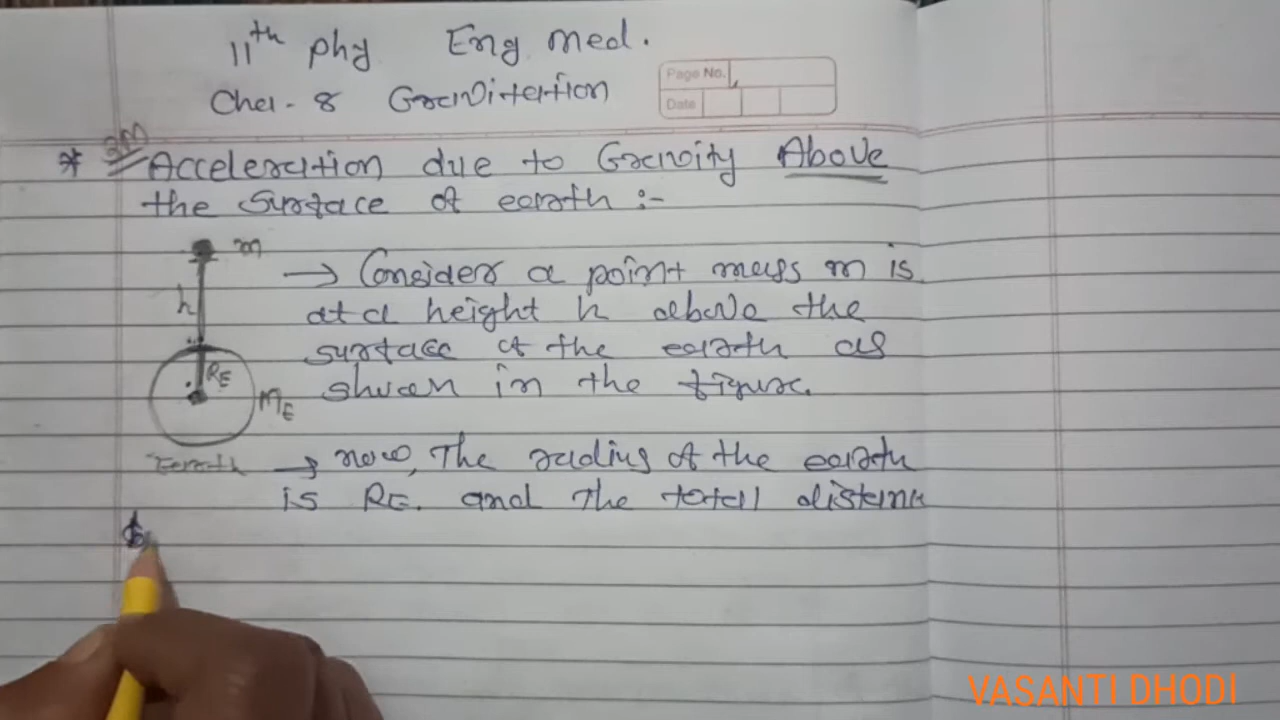 11th phy Eng Med.
Cha - 8 Gravitation
Page No.
Date
* 3M Acceleration due to Gravity Above
the Surface of earth :-
m
h
RE
ME
Earth
→ Consider a point mass m is
at a height h above the
surface of the earth as
shown in the figure.
→ now, The radius of the earth
is RE. and the total distance
VASANTI DHODI